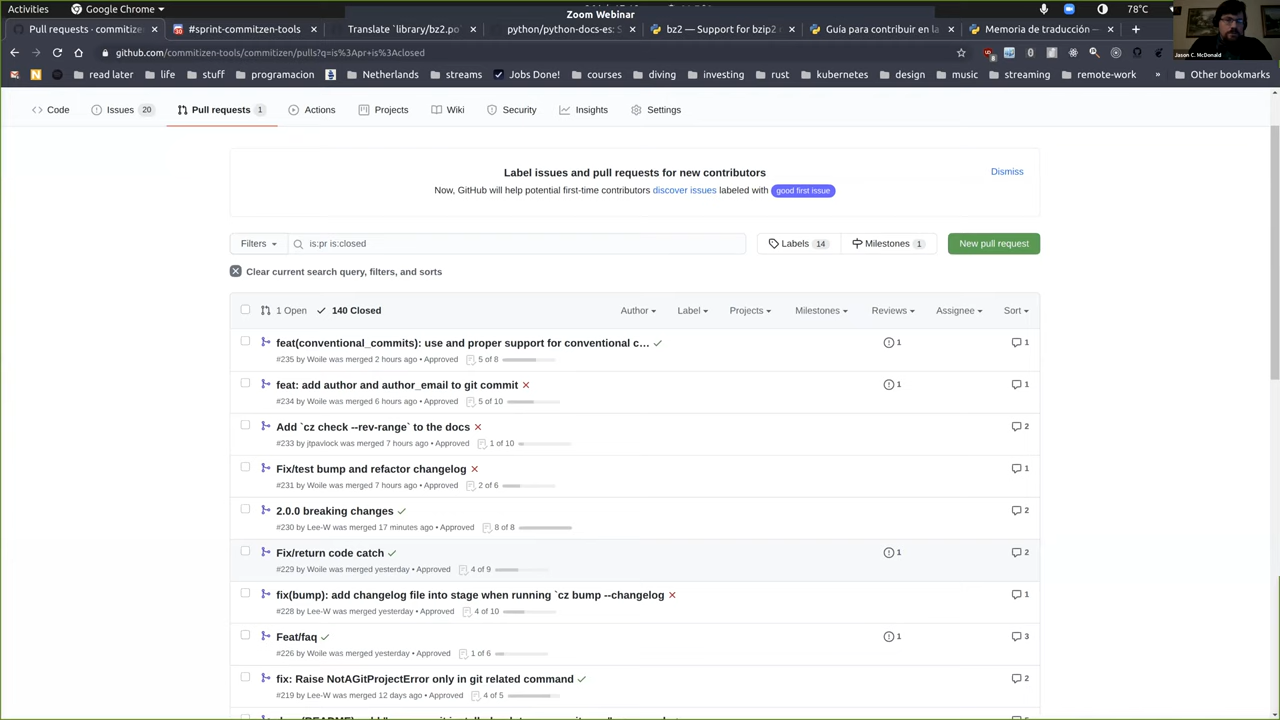 Activities
Google Chrome
Zoom Webinar
78°C
Pull requests · commitizen
#sprint-commitizen-tools
Translate `library/bz2.po
python/python-docs-es: S
bz2 — Support for bzip2
Guía para contribuir en la
Memoria de traducción
github.com/commitizen-tools/commitizen/pulls?q=is%3Apr+is%3Aclosed
Jason C. McDonald
read later
life
stuff
programacion
Netherlands
streams
Jobs Done!
courses
diving
investing
rust
kubernetes
design
music
streaming
remote-work
»
Other bookmarks
Code
Issues 20
Pull requests 1
Actions
Projects
Wiki
Security
Insights
Settings
Label issues and pull requests for new contributors
Dismiss
Now, GitHub will help potential first-time contributors discover issues labeled with good first issue
Filters
is:pr is:closed
Labels 14
Milestones 1
New pull request
Clear current search query, filters, and sorts
1 Open
140 Closed
Author
Label
Projects
Milestones
Reviews
Assignee
Sort
feat(conventional_commits): use and proper support for conventional c…
1
1
#235 by Woile was merged 2 hours ago • Approved 5 of 8
feat: add author and author_email to git commit
1
1
#234 by Woile was merged 6 hours ago • Approved 5 of 10
Add `cz check --rev-range` to the docs
2
#233 by jtpavlock was merged 7 hours ago • Approved 1 of 10
Fix/test bump and refactor changelog
1
#231 by Woile was merged 7 hours ago • Approved 2 of 6
2.0.0 breaking changes
2
#230 by Lee-W was merged 17 minutes ago • Approved 8 of 8
Fix/return code catch
1
2
#229 by Woile was merged yesterday • Approved 4 of 9
fix(bump): add changelog file into stage when running `cz bump --changelog
1
#228 by Lee-W was merged yesterday • Approved 4 of 10
Feat/faq
1
3
#226 by Woile was merged yesterday • Approved 1 of 6
fix: Raise NotAGitProjectError only in git related command
2
#219 by Lee-W was merged 12 days ago • Approved 4 of 5